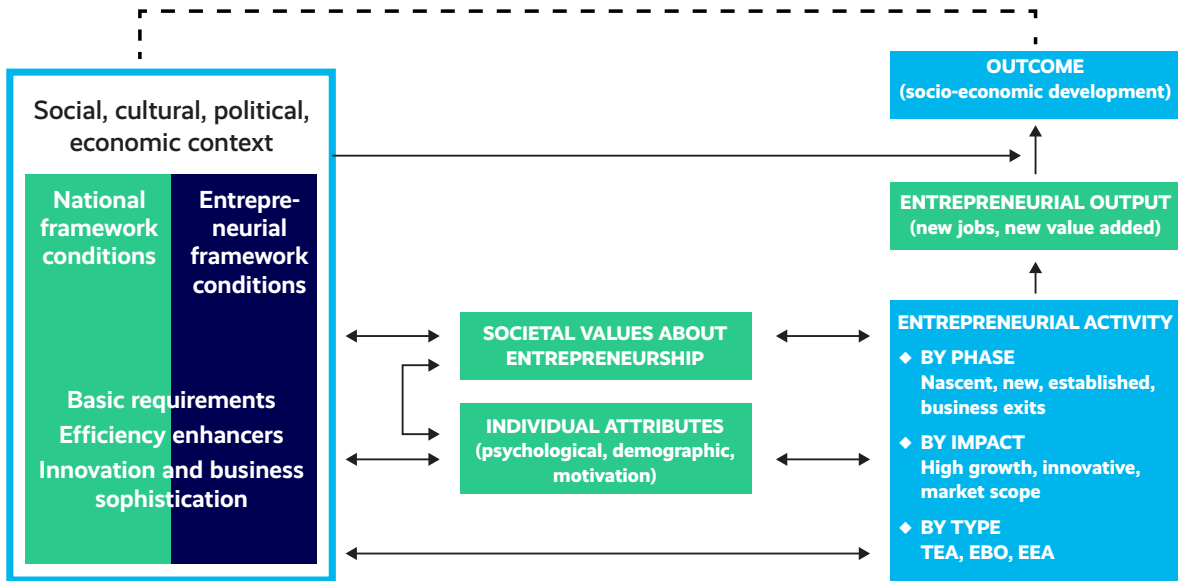 Social, cultural, political,
economic context
National
framework
conditions
Entrepre-
neurial
framework
conditions
Basic requirements
Efficiency enhancers
Innovation and business
sophistication
SOCIETAL VALUES ABOUT
ENTREPRENEURSHIP
INDIVIDUAL ATTRIBUTES
(psychological, demographic,
motivation)
OUTCOME
(socio-economic development)
ENTREPRENEURIAL OUTPUT
(new jobs, new value added)
ENTREPRENEURIAL ACTIVITY
◆ BY PHASE
Nascent, new, established,
business exits
◆ BY IMPACT
High growth, innovative,
market scope
◆ BY TYPE
TEA, EBO, EEA